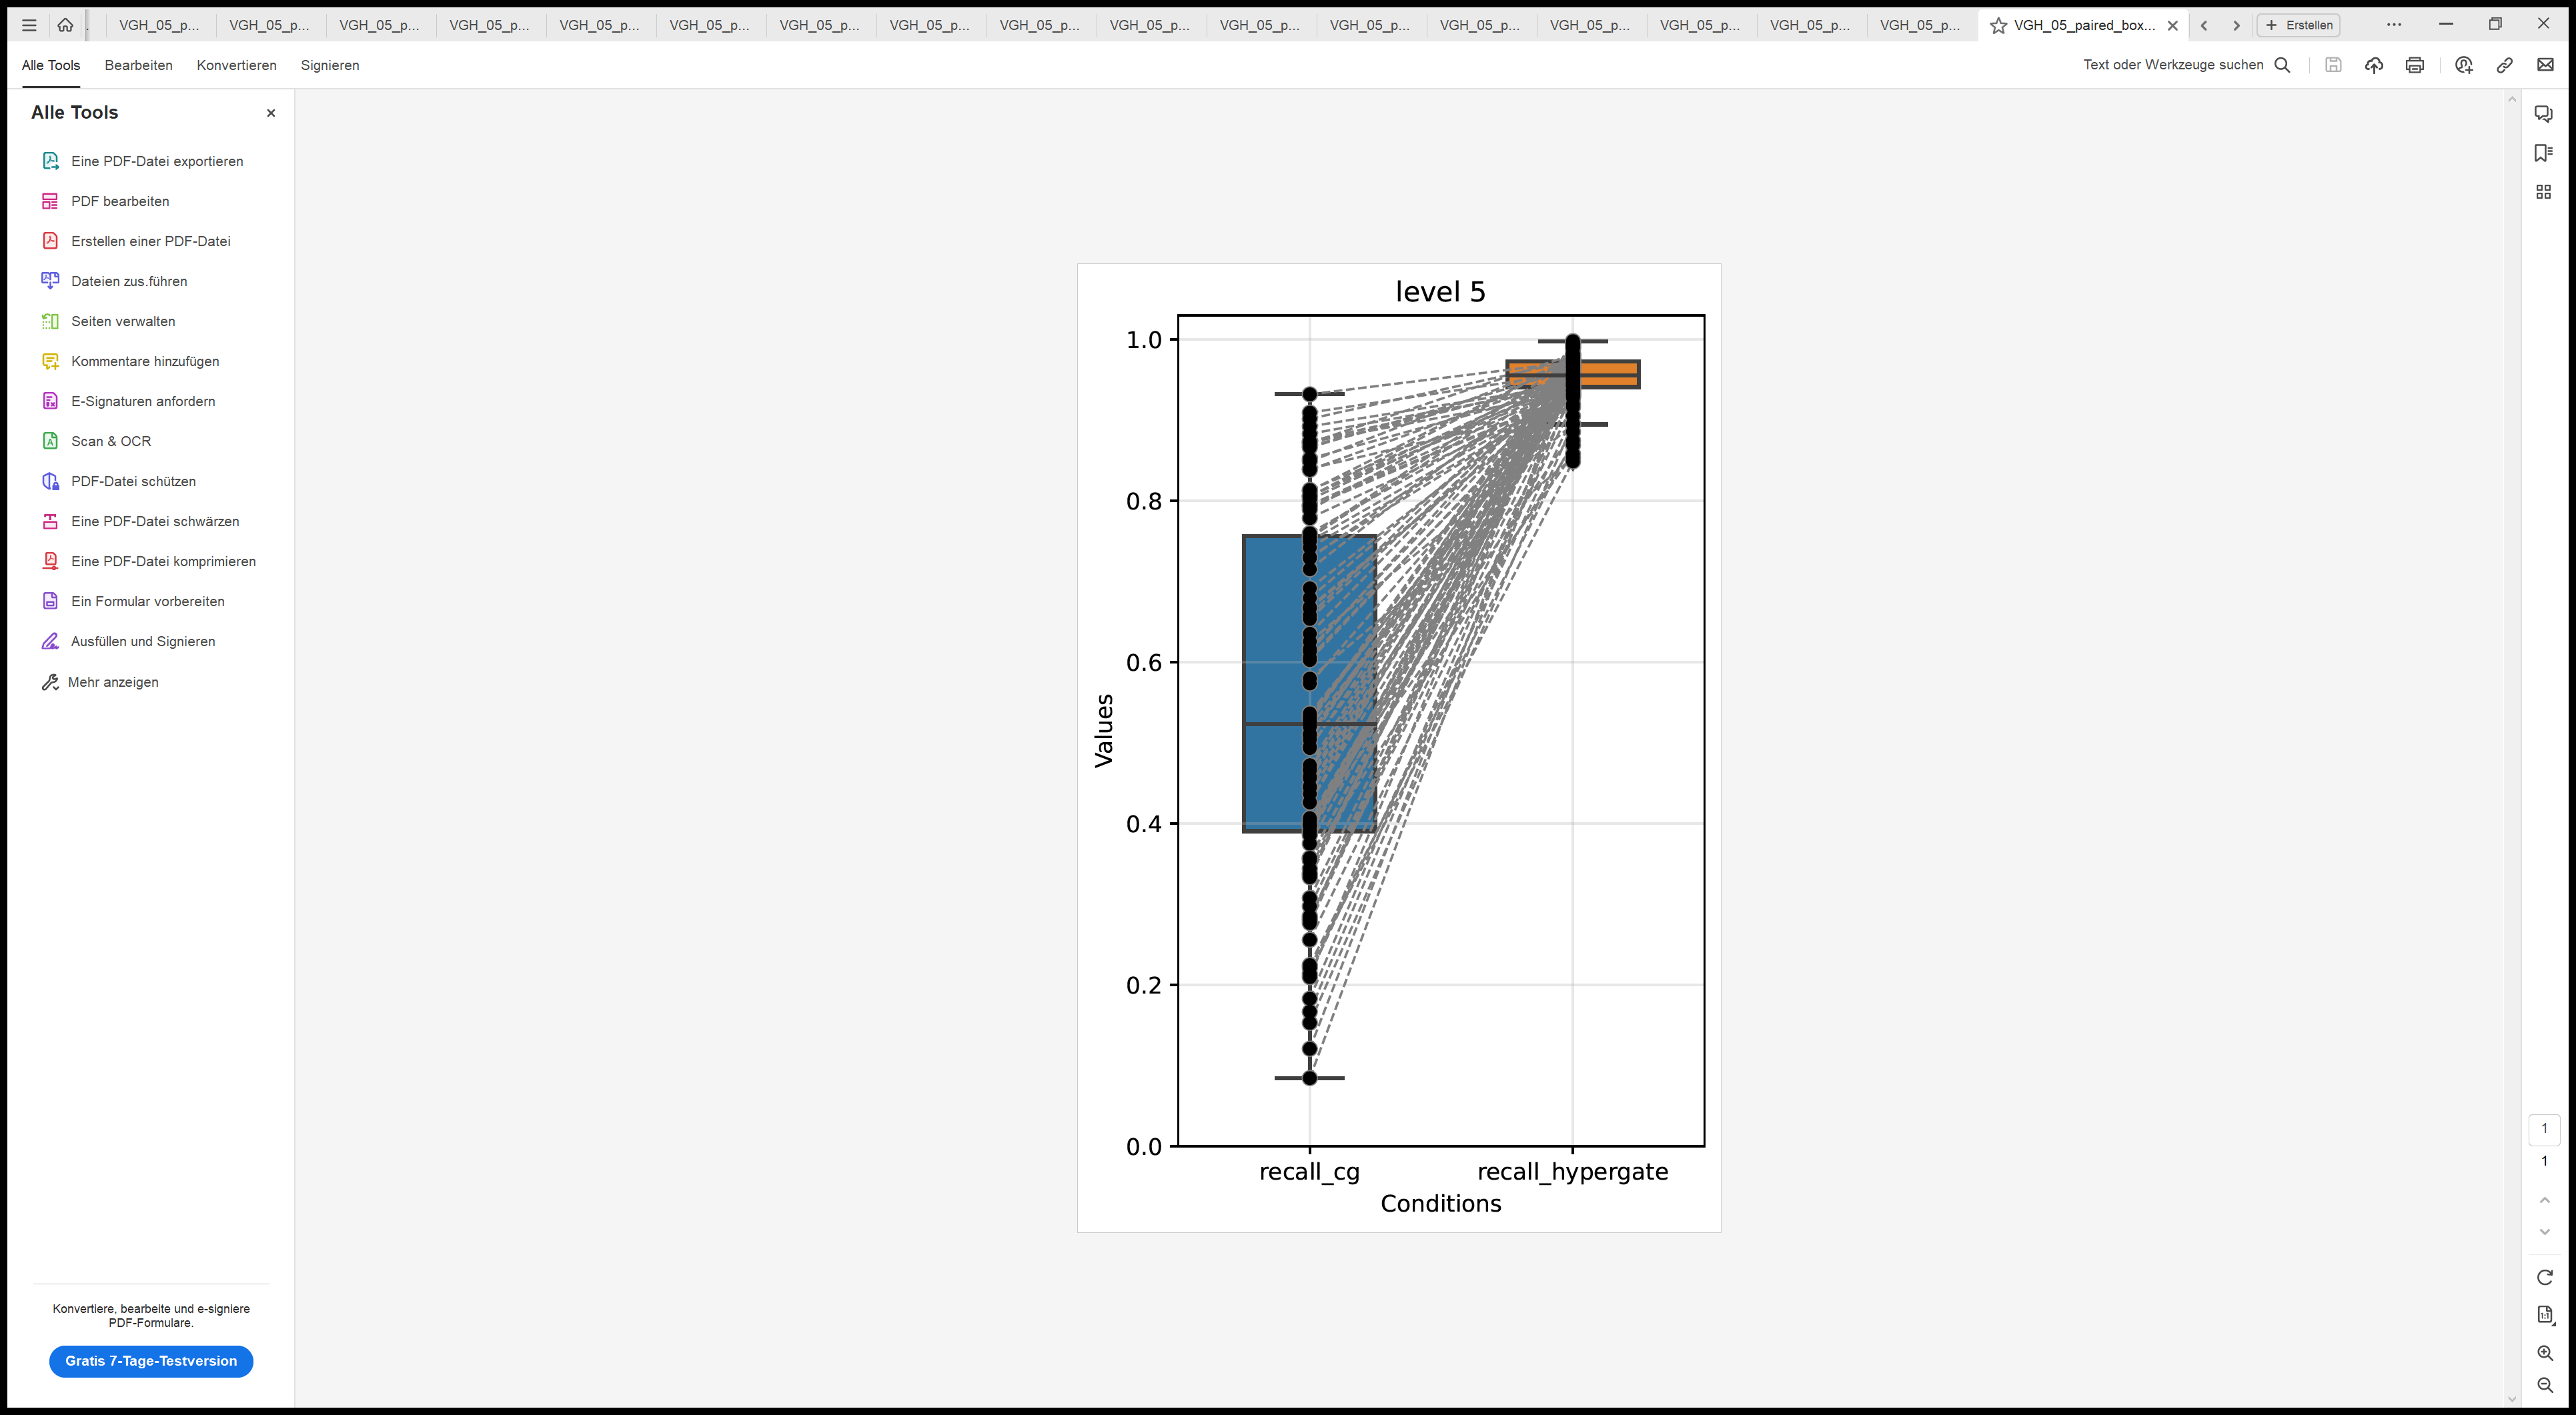 VGH_05_p... VGH_05_p... VGH_05_p... VGH_05_p... VGH_05_p... VGH_05_p... VGH_05_p... VGH_05_p... VGH_05_p... VGH_05_p... VGH_05_p... VGH_05_p... VGH_05_p... VGH_05_p... VGH_05_p... VGH_05_p... VGH_05_p... VGH_05_paired_box... Erstellen
Alle Tools Bearbeiten Konvertieren Signieren Text oder Werkzeuge suchen
Alle Tools
Eine PDF-Datei exportieren
PDF bearbeiten
Erstellen einer PDF-Datei
Dateien zus.führen
Seiten verwalten
Kommentare hinzufügen
E-Signaturen anfordern
Scan & OCR
PDF-Datei schützen
Eine PDF-Datei schwärzen
Eine PDF-Datei komprimieren
Ein Formular vorbereiten
Ausfüllen und Signieren
Mehr anzeigen
Konvertiere, bearbeite und e-signiere
PDF-Formulare.
Gratis 7-Tage-Testversion
level 5
1.0
0.8
0.6
0.4
0.2
0.0
Values
recall_cg recall_hypergate
Conditions
1
1